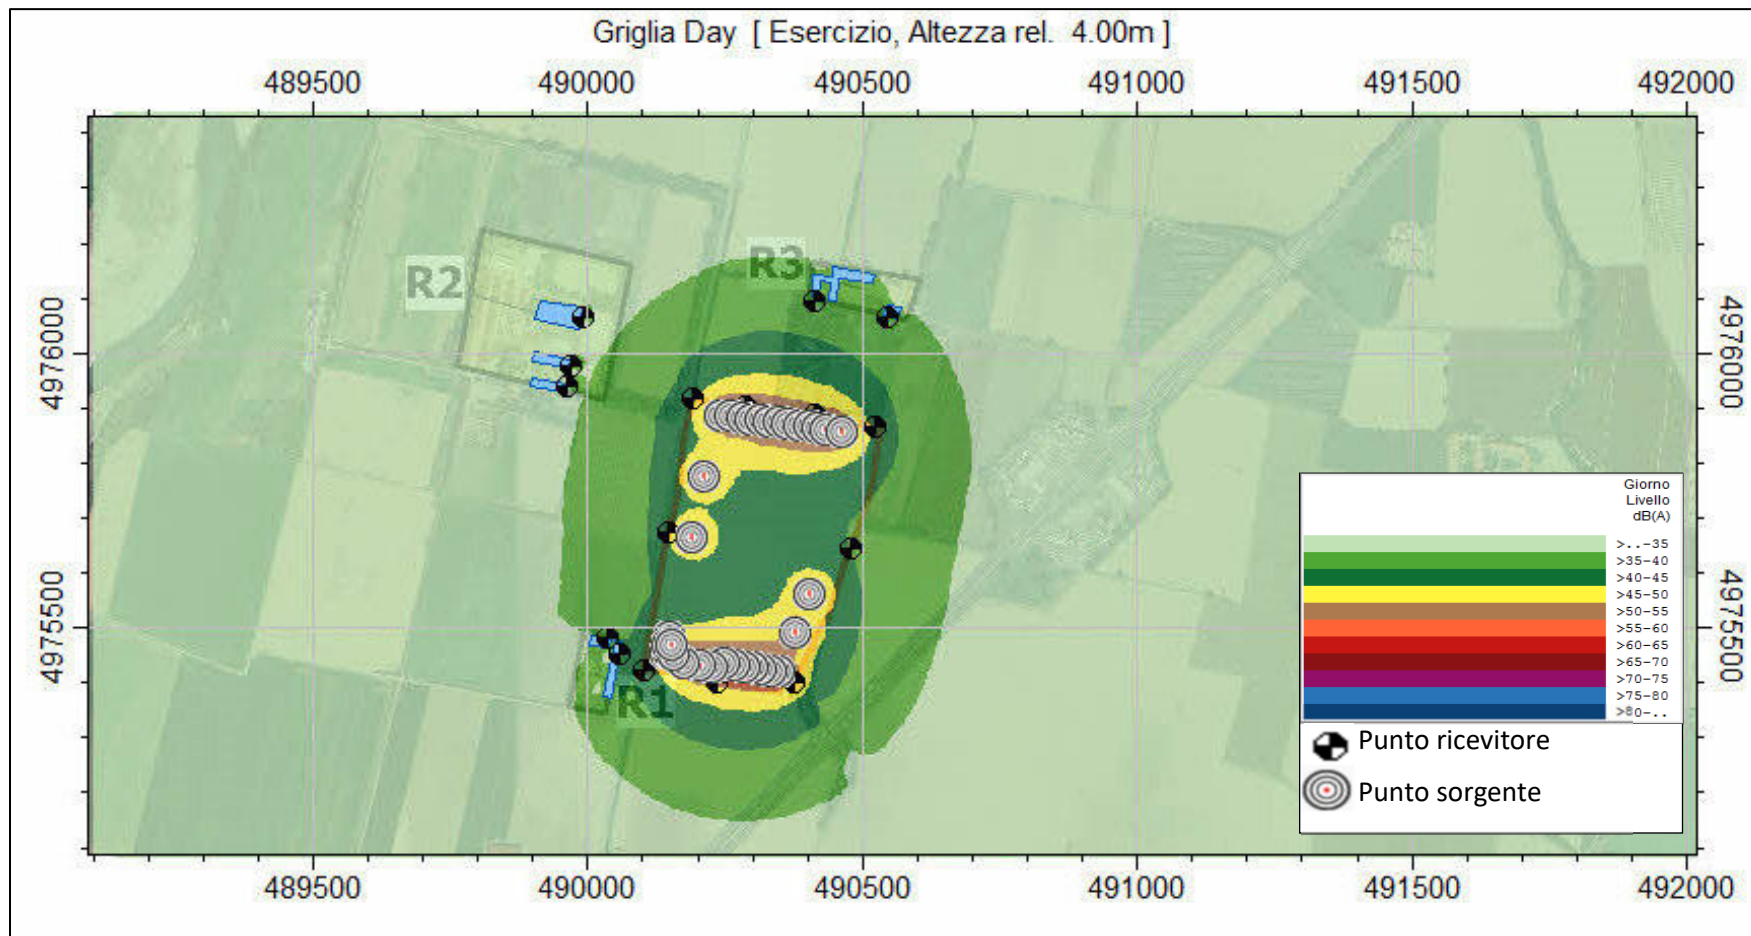 Griglia Day [ Esercizio, Altezza rel. 4.00m ]
489500 490000 490500 491000 491500 492000
R2
R3
4976000
4976000
4975500
4975500
R1
Giorno
Livello
dB(A)
>..-35
>35-40
>40-45
>45-50
>50-55
>55-60
>60-65
>65-70
>70-75
>75-80
>80-..
Punto ricevitore
Punto sorgente
489500 490000 490500 491000 491500 492000